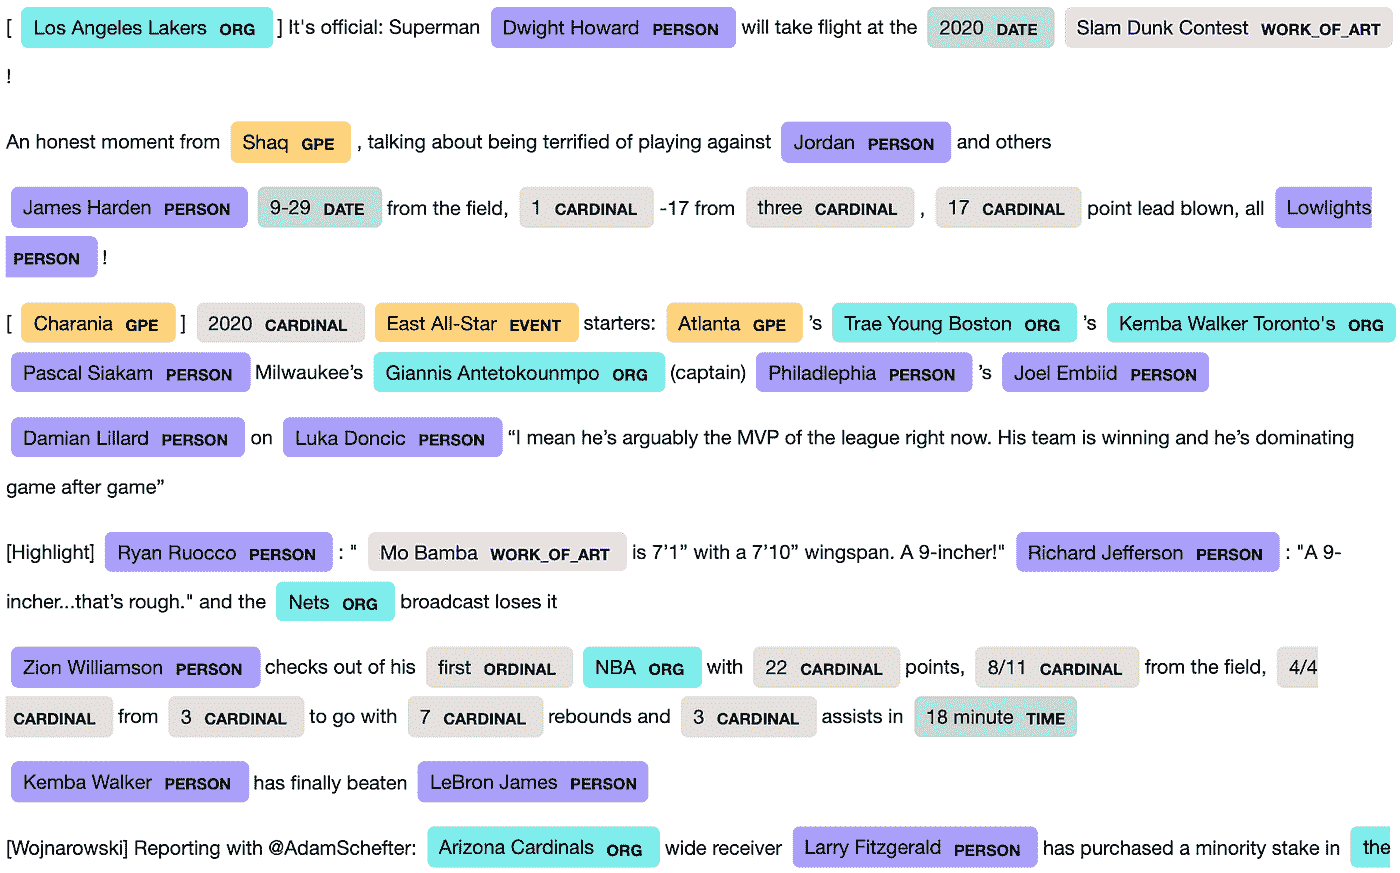 [ Los Angeles Lakers ORG ] It's official: Superman Dwight Howard PERSON will take flight at the 2020 DATE Slam Dunk Contest WORK_OF_ART
!
An honest moment from Shaq GPE , talking about being terrified of playing against Jordan PERSON and others
James Harden PERSON 9-29 DATE from the field, 1 CARDINAL -17 from three CARDINAL , 17 CARDINAL point lead blown, all Lowlights
PERSON !
[ Charania GPE ] 2020 CARDINAL East All-Star EVENT starters: Atlanta GPE ’s Trae Young Boston ORG ’s Kemba Walker Toronto's ORG
Pascal Siakam PERSON Milwaukee’s Giannis Antetokounmpo ORG (captain) Philadlephia PERSON ’s Joel Embiid PERSON
Damian Lillard PERSON on Luka Doncic PERSON “I mean he’s arguably the MVP of the league right now. His team is winning and he’s dominating
game after game”
[Highlight] Ryan Ruocco PERSON : " Mo Bamba WORK_OF_ART is 7’1” with a 7’10” wingspan. A 9-incher!" Richard Jefferson PERSON : "A 9-
incher...that’s rough." and the Nets ORG broadcast loses it
Zion Williamson PERSON checks out of his first ORDINAL NBA ORG with 22 CARDINAL points, 8/11 CARDINAL from the field, 4/4
CARDINAL from 3 CARDINAL to go with 7 CARDINAL rebounds and 3 CARDINAL assists in 18 minute TIME
Kemba Walker PERSON has finally beaten LeBron James PERSON
[Wojnarowski] Reporting with @AdamSchefter: Arizona Cardinals ORG wide receiver Larry Fitzgerald PERSON has purchased a minority stake in the